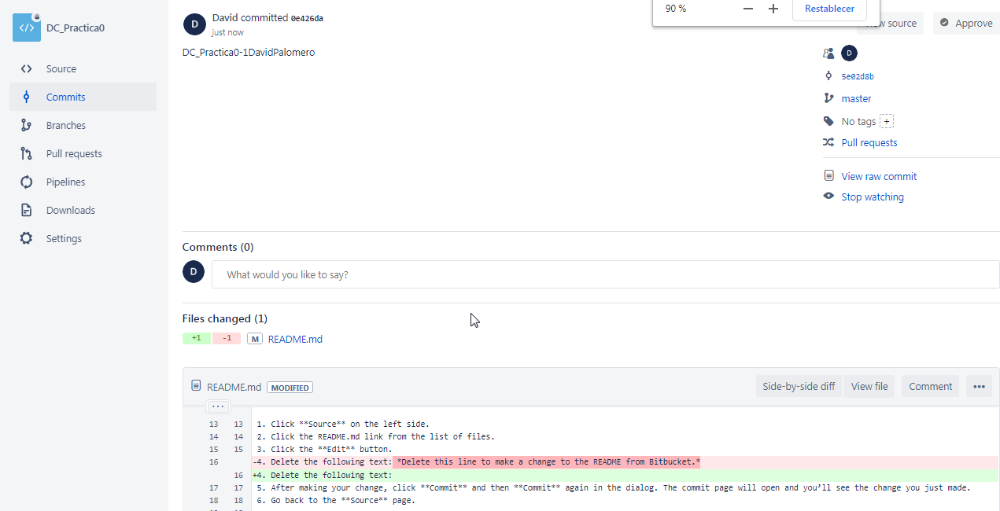 90 %
Restablecer
DC_Practica0
D
David committed 0e426da
just now
source
Approve
DC_Practica0-1DavidPalomero
Source
Commits
Branches
Pull requests
Pipelines
Downloads
Settings
D
5e02d8b
master
No tags +
Pull requests
View raw commit
Stop watching
Comments (0)
D
What would you like to say?
Files changed (1)
+1 -1 M README.md
README.md MODIFIED
Side-by-side diff View file Comment •••
···
13 13 1. Click **Source** on the left side.
14 14 2. Click the README.md link from the list of files.
15 15 3. Click the **Edit** button.
16 -4. Delete the following text: *Delete this line to make a change to the README from Bitbucket.*
16 +4. Delete the following text:
17 17 5. After making your change, click **Commit** and then **Commit** again in the dialog. The commit page will open and you’ll see the change you just made.
18 18 6. Go back to the **Source** page.